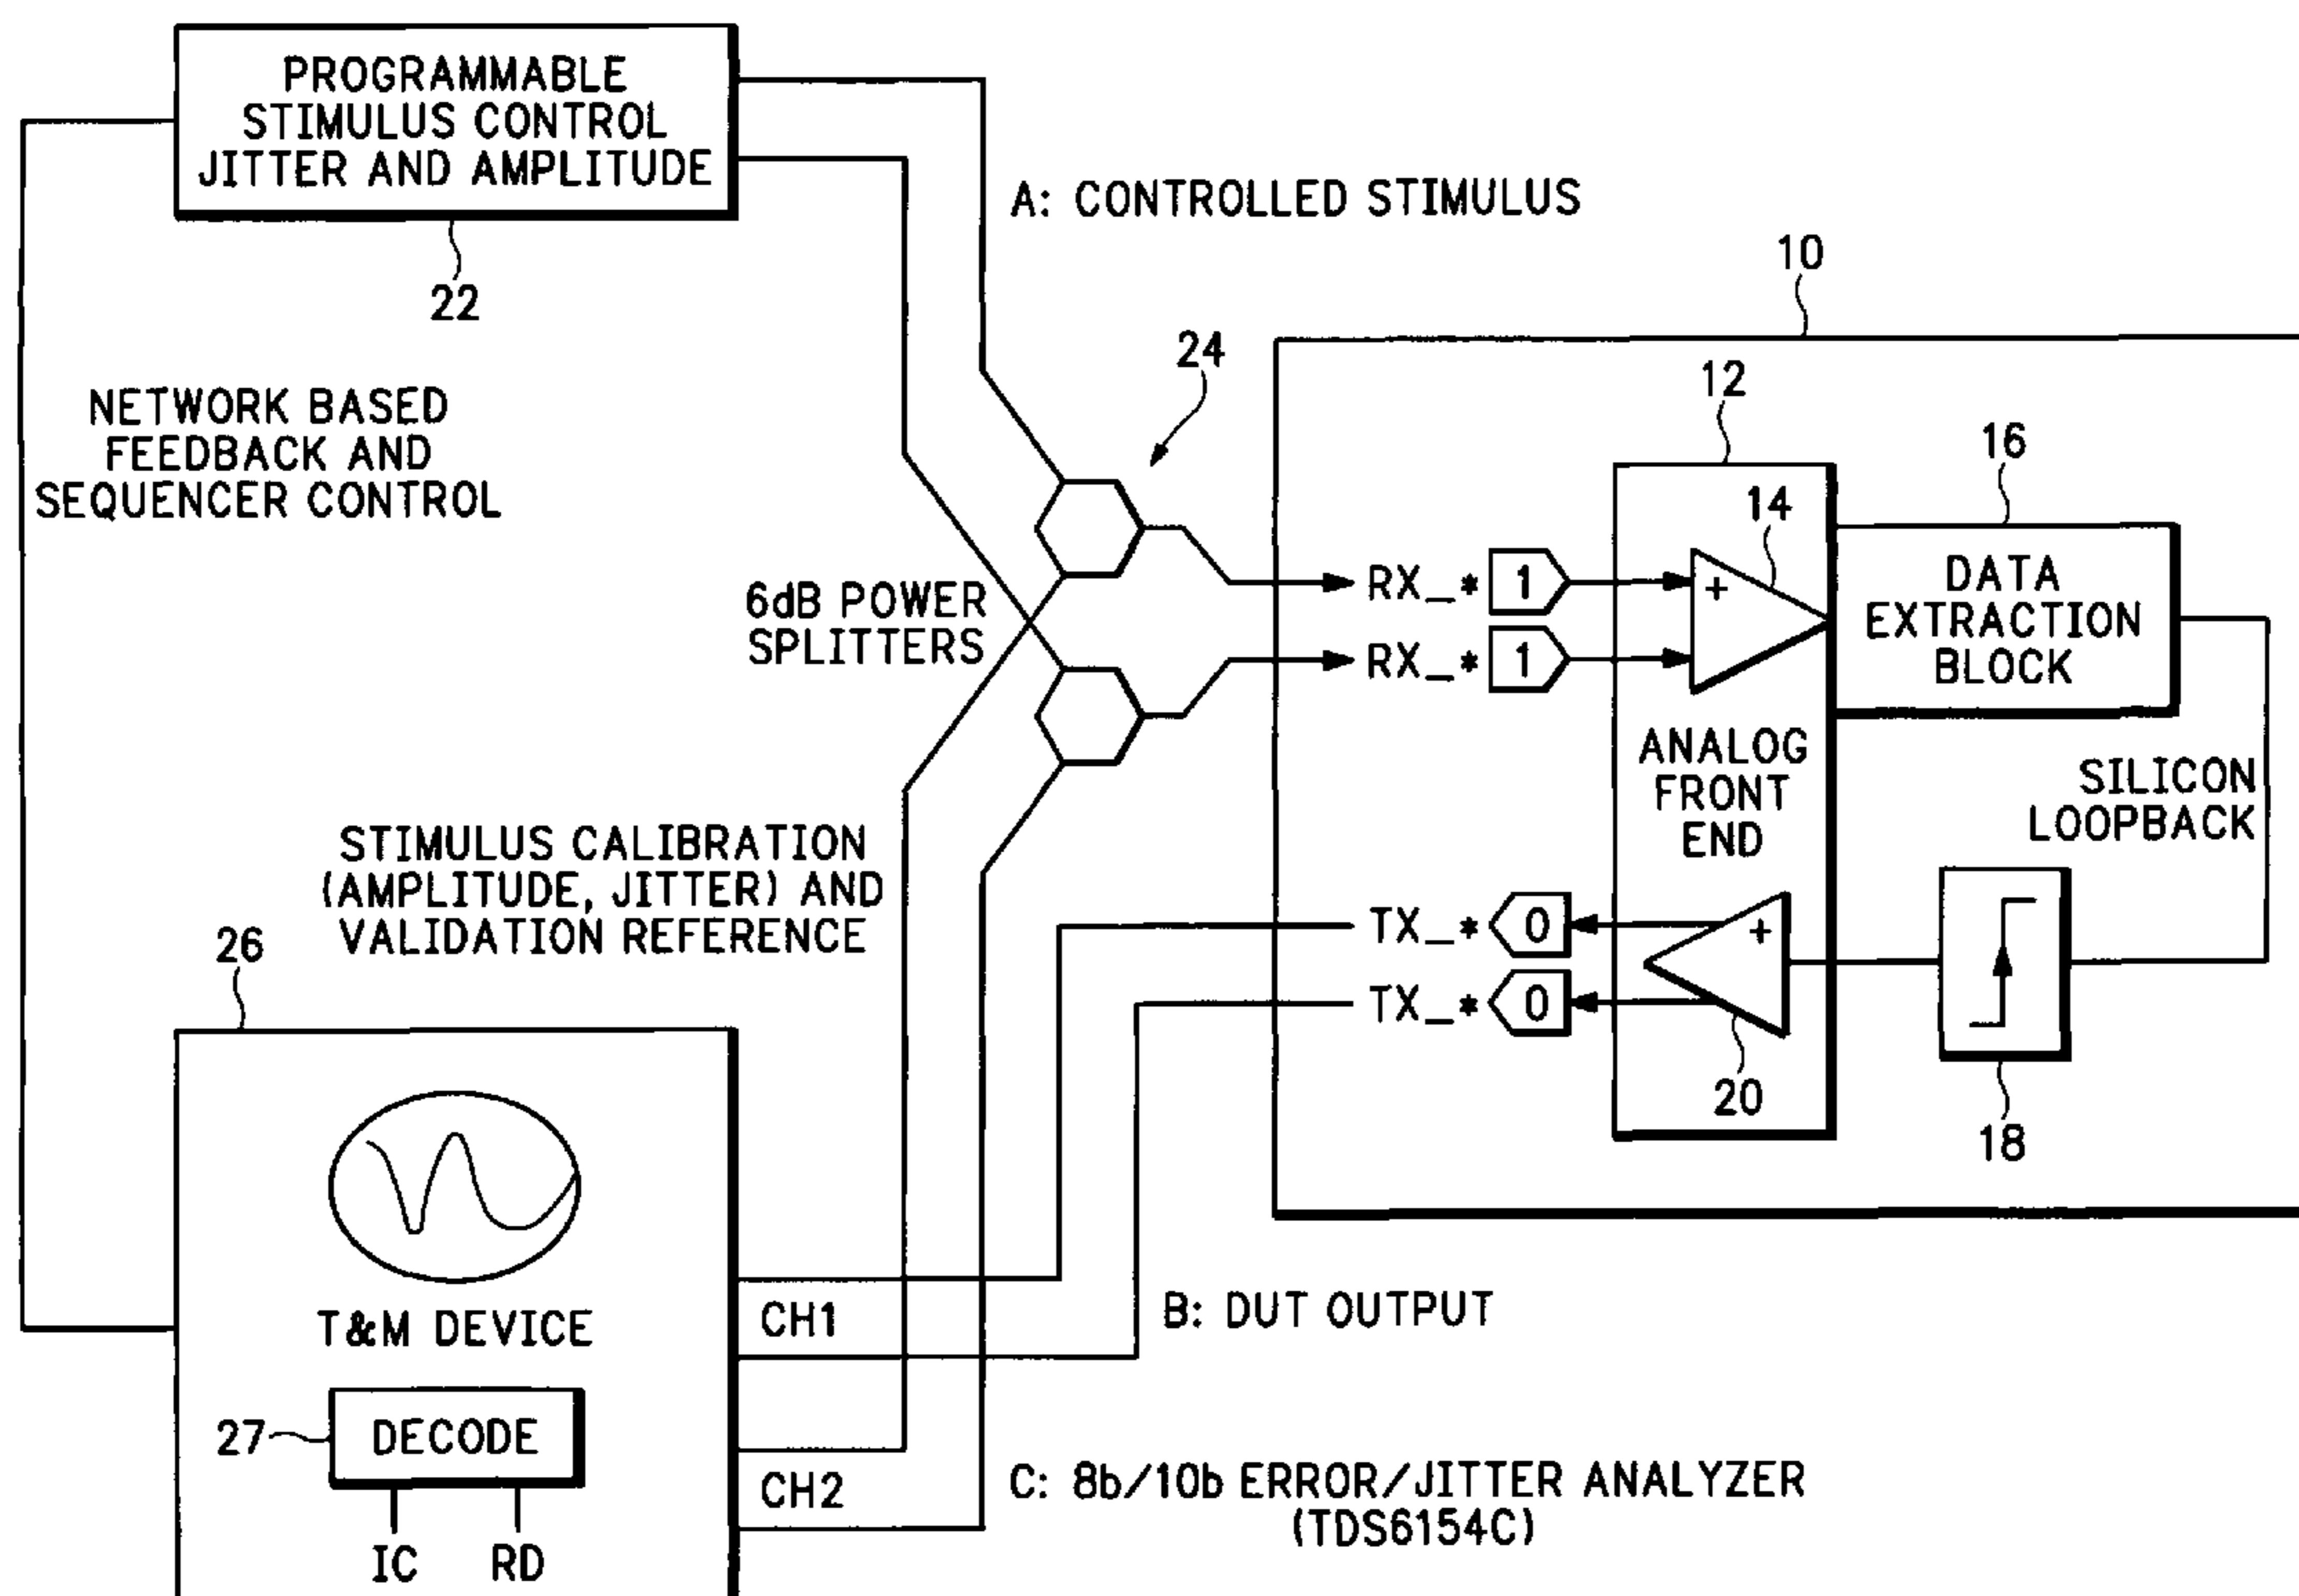 PROGRAMMABLE
STIMULUS CONTROL
JITTER AND AMPLITUDE
22
A: CONTROLLED STIMULUS
10
24
12
16
14
NETWORK BASED
FEEDBACK AND
SEQUENCER CONTROL
6dB POWER
SPLITTERS
RX_* 1
RX_* 1
+
DATA
EXTRACTION
BLOCK
ANALOG
FRONT
END
SILICON
LOOPBACK
STIMULUS CALIBRATION
(AMPLITUDE, JITTER) AND
VALIDATION REFERENCE
TX_* 0
TX_* 0
+
20
18
26
T&M DEVICE
CH1
B: DUT OUTPUT
27
DECODE
CH2
C: 8b/10b ERROR/JITTER ANALYZER
(TDS6154C)
IC RD